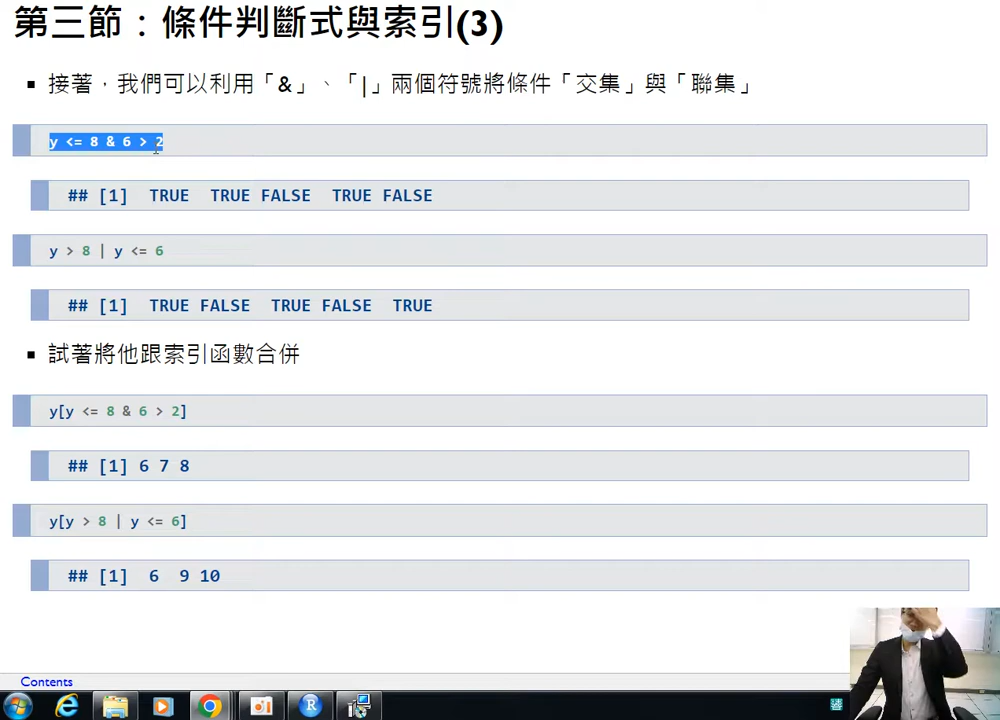 第三節：條件判斷式與索引(3)
▪ 接著，我們可以利用「&」、「|」兩個符號將條件「交集」與「聯集」
y <= 8 & 6 > 2
## [1]  TRUE  TRUE FALSE  TRUE FALSE
y > 8 | y <= 6
## [1]  TRUE FALSE  TRUE FALSE  TRUE
▪ 試著將他跟索引函數合併
y[y <= 8 & 6 > 2]
## [1] 6 7 8
y[y > 8 | y <= 6]
## [1]  6  9 10
Contents